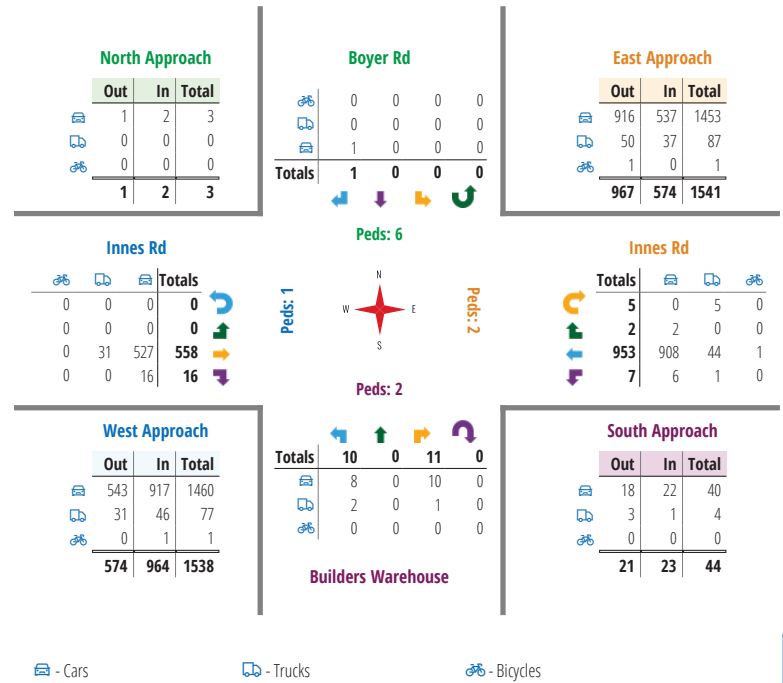 North Approach
Out In Total
1 2 3
0 0 0
0 0 0
1 2 3
Boyer Rd
0 0 0 0
0 0 0 0
1 0 0 0
Totals 1 0 0 0
East Approach
Out In Total
916 537 1453
50 37 87
1 0 1
967 574 1541
Innes Rd
Totals
0 0 0 0
0 0 0 0
0 31 527 558
0 0 16 16
Peds: 6
Peds: 1
N
W E
S
Peds: 2
Peds: 2
Innes Rd
Totals
5 0 5 0
2 2 0 0
953 908 44 1
7 6 1 0
West Approach
Out In Total
543 917 1460
31 46 77
0 1 1
574 964 1538
Totals 10 0 11 0
8 0 10 0
2 0 1 0
0 0 0 0
Builders Warehouse
South Approach
Out In Total
18 22 40
3 1 4
0 0 0
21 23 44
- Cars
- Trucks
- Bicycles